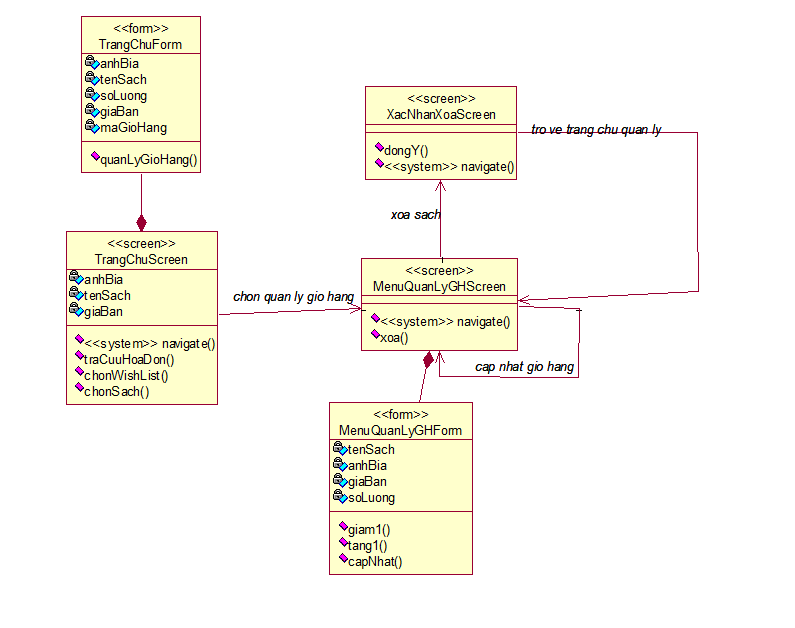 <<form>>
TrangChuForm
anhBia
tenSach
soLuong
giaBan
maGioHang
quanLyGioHang()
<<screen>>
XacNhanXoaScreen
dongY()
<<system>> navigate()
tro ve trang chu quan ly
xoa sach
<<screen>>
TrangChuScreen
anhBia
tenSach
giaBan
<<system>> navigate()
traCuuHoaDon()
chonWishList()
chonSach()
chon quan ly gio hang
<<screen>>
MenuQuanLyGHScreen
<<system>> navigate()
xoa()
cap nhat gio hang
<<form>>
MenuQuanLyGHForm
tenSach
anhBia
giaBan
soLuong
giam1()
tang1()
capNhat()